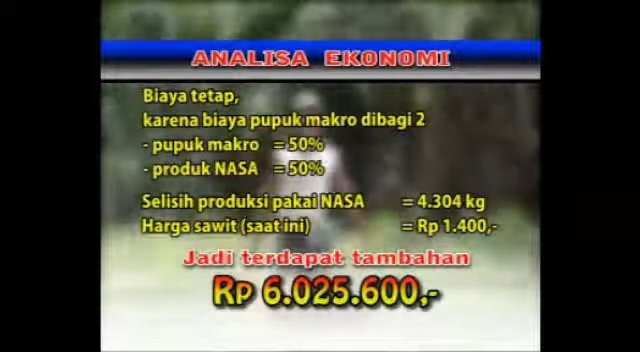 ANALISA EKONOMI
Biaya tetap,
karena biaya pupuk makro dibagi 2
- pupuk makro = 50%
- produk NASA = 50%
Selisih produksi pakai NASA = 4.304 kg
Harga sawit (saat ini) = Rp 1.400,-
Jadi terdapat tambahan
Rp 6.025.600,-